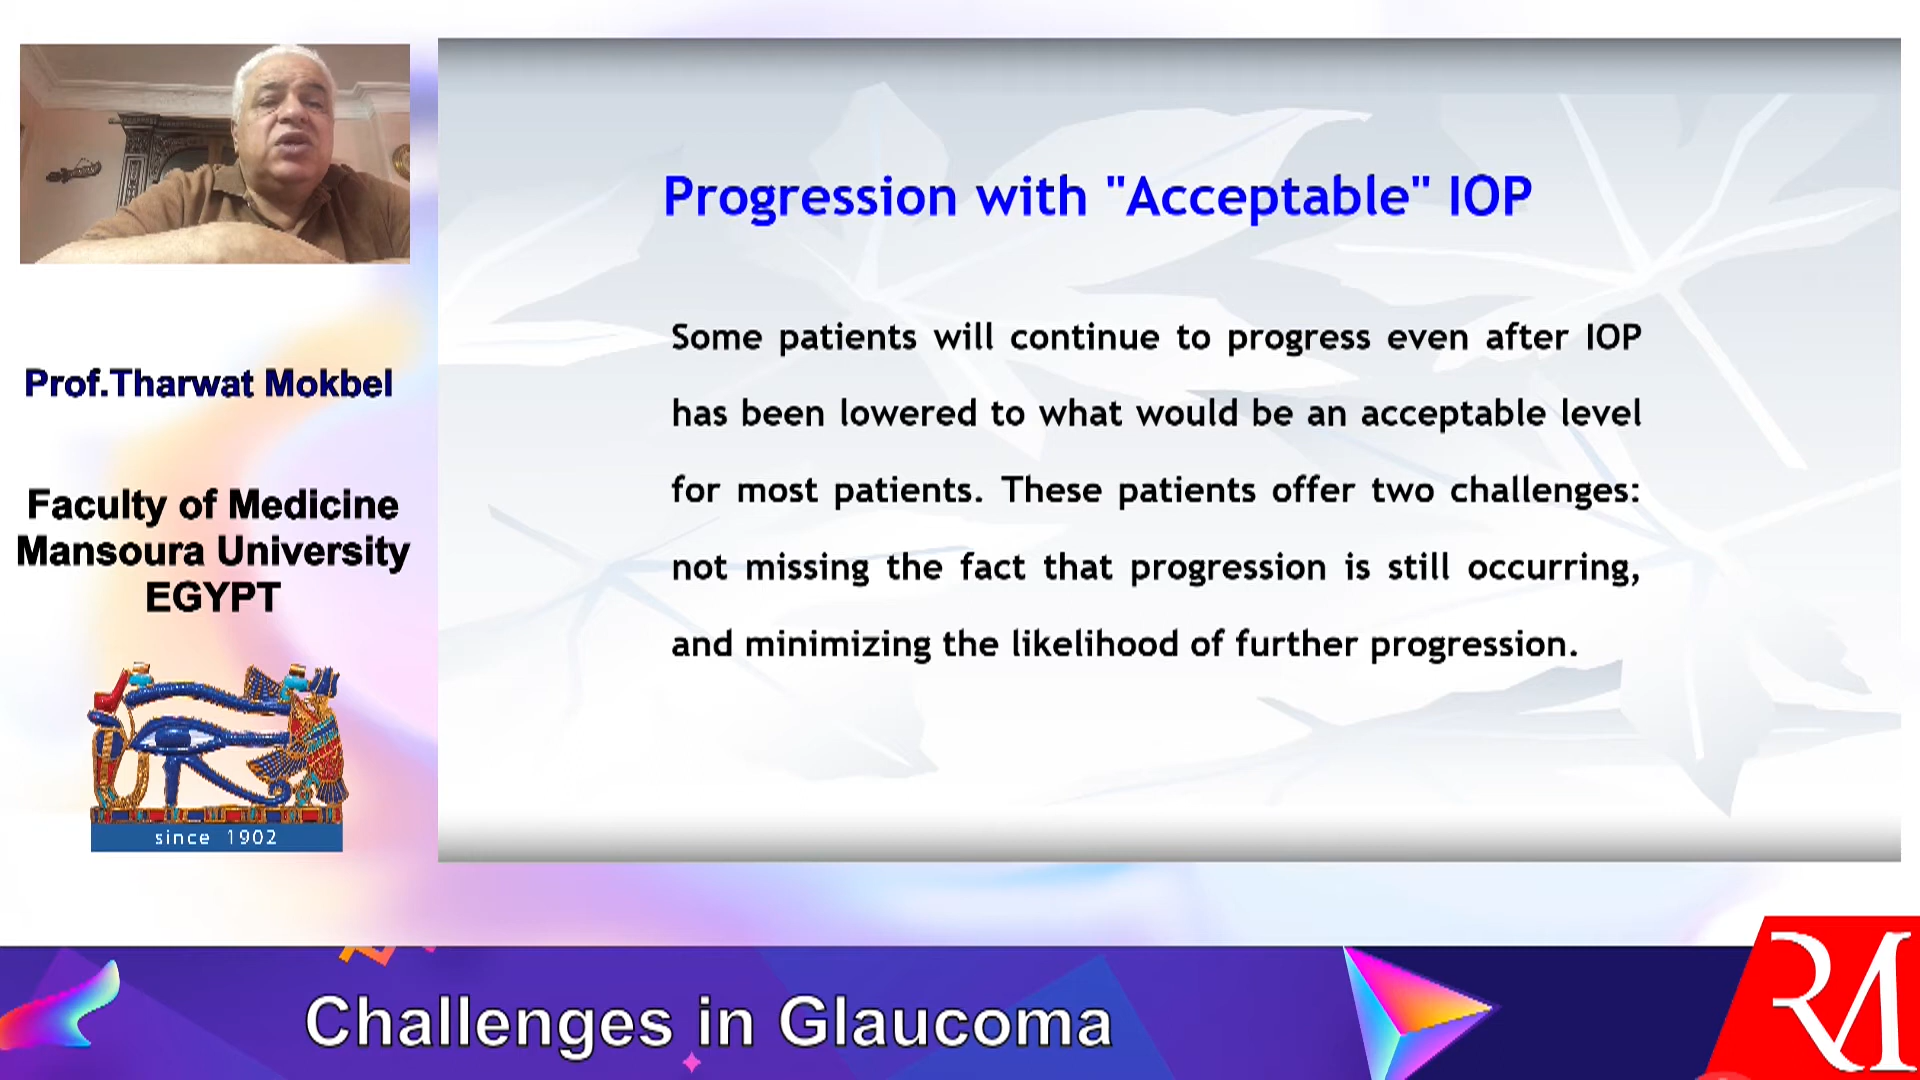 Progression with "Acceptable" IOP
Some patients will continue to progress even after IOP
has been lowered to what would be an acceptable level
for most patients. These patients offer two challenges:
not missing the fact that progression is still occurring,
and minimizing the likelihood of further progression.
Prof.Tharwat Mokbel
Faculty of Medicine
Mansoura University
EGYPT
since 1902
Challenges in Glaucoma
RM